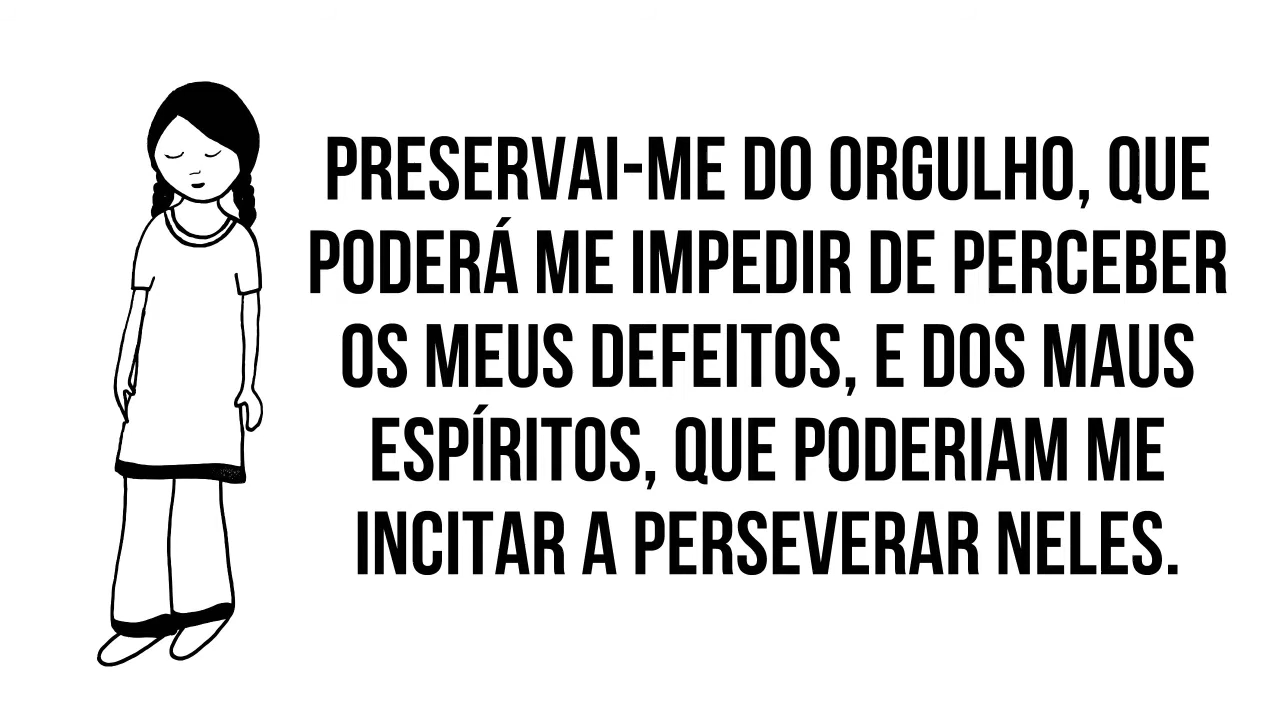 PRESERVAI-ME DO ORGULHO, QUE
PODERÁ ME IMPEDIR DE PERCEBER
OS MEUS DEFEITOS, E DOS MAUS
ESPÍRITOS, QUE PODERIAM ME
INCITAR A PERSEVERAR NELES.